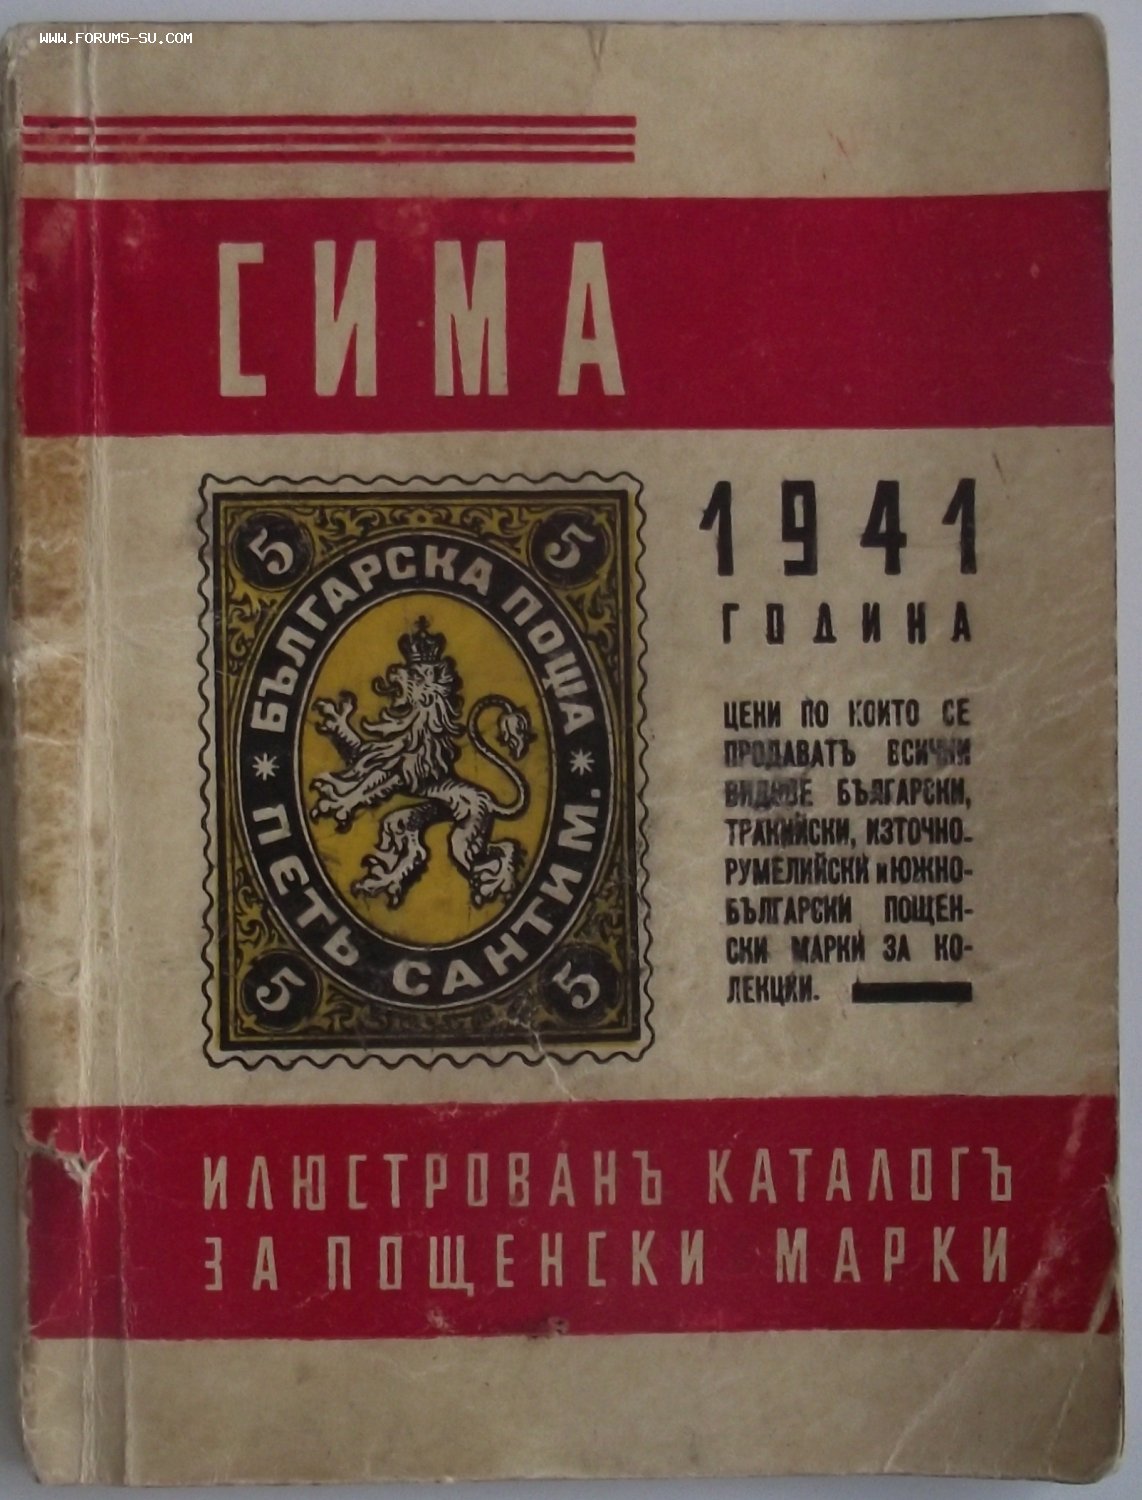 WWW.FORUMS-SU.COM
СИМА
5 5
БЪЛГАРСКА ПОЩА
ПЕТЬ САНТИМ.
5 5
1941
ГОДИНА
ЦЕНИ ПО КОИТО СЕ
ПРОДАВАТЪ ВСИЧКИ
ВИДОВЕ БЪЛГАРСКИ,
ТРАКИЙСКИ, ИЗТОЧНО-
РУМЕЛИЙСКИ и ЮЖНО-
БЪЛГАРСКИ ПОЩЕН-
СКИ МАРКИ ЗА КО-
ЛЕКЦИИ.
ИЛЮСТРОВАНЪ КАТАЛОГЪ
ЗА ПОЩЕНСКИ МАРКИ